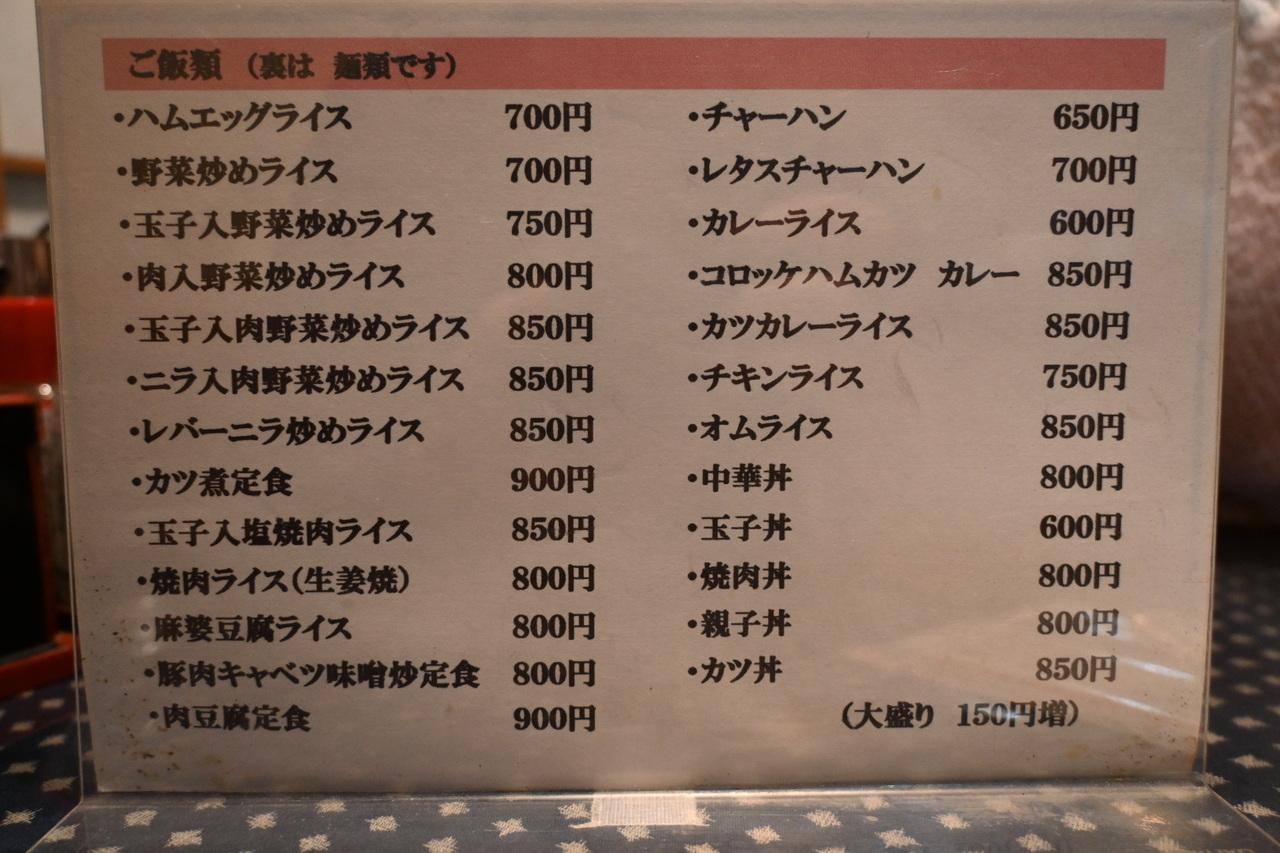 ご飯類 （裏は 麺類です）
・ハムエッグライス 700円
・野菜炒めライス 700円
・玉子入野菜炒めライス 750円
・肉入野菜炒めライス 800円
・玉子入肉野菜炒めライス 850円
・ニラ入肉野菜炒めライス 850円
・レバーニラ炒めライス 850円
・カツ煮定食 900円
・玉子入塩焼肉ライス 850円
・焼肉ライス（生姜焼） 800円
・麻婆豆腐ライス 800円
・豚肉キャベツ味噌炒定食 800円
・肉豆腐定食 900円
・チャーハン 650円
・レタスチャーハン 700円
・カレーライス 600円
・コロッケハムカツ カレー 850円
・カツカレーライス 850円
・チキンライス 750円
・オムライス 850円
・中華丼 800円
・玉子丼 600円
・焼肉丼 800円
・親子丼 800円
・カツ丼 850円
（大盛り 150円増）